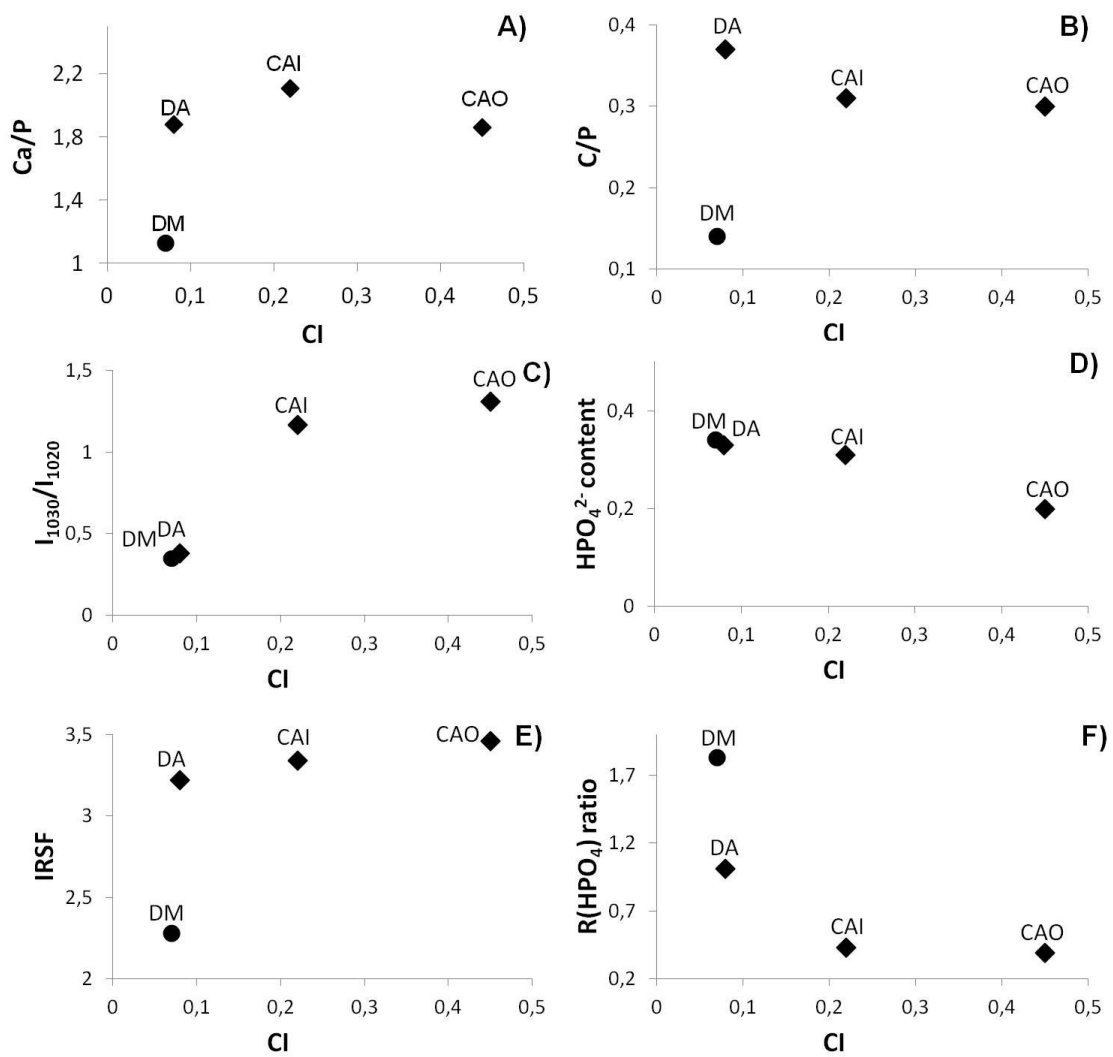 A)
2,2
1,8
1,4
1
Ca/P
CAI
DA
CAO
DM
0 0,1 0,2 0,3 0,4 0,5
CI
B)
0,4
0,3
0,2
0,1
C/P
DA
CAI
CAO
DM
0 0,1 0,2 0,3 0,4 0,5
CI
C)
1,5
1
0,5
0
I₁₀₃₀/I₁₀₂₀
CAO
CAI
DM DA
0 0,1 0,2 0,3 0,4 0,5
CI
D)
0,4
0,2
0
HPO₄²⁻ content
DM DA
CAI
CAO
0 0,1 0,2 0,3 0,4 0,5
CI
E)
3,5
3
2,5
2
IRSF
CAO
CAI
DA
DM
0 0,1 0,2 0,3 0,4 0,5
CI
F)
1,7
1,2
0,7
0,2
R(HPO₄) ratio
DM
DA
CAI
CAO
0 0,1 0,2 0,3 0,4 0,5
CI